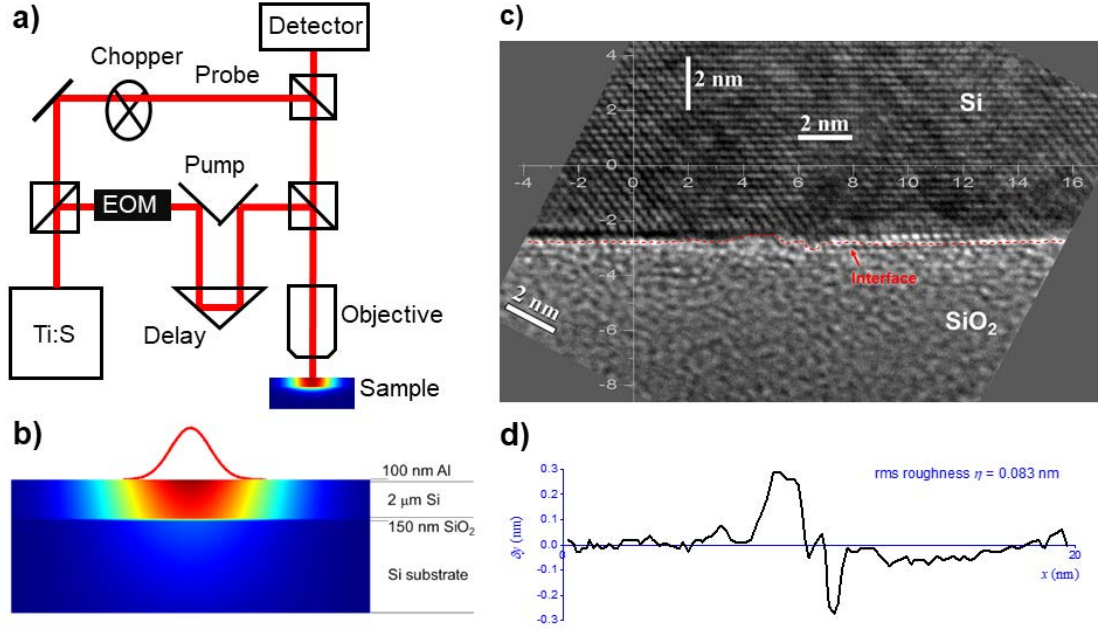 a)
Detector
Chopper
Probe
Pump
EOM
Ti:S
Delay
Objective
Sample
b)
100 nm Al
2 μm Si
150 nm SiO2
Si substrate
c)
4
2 nm
Si
2
2 nm
0
-4 -2 0 2 4 6 8 10 12 14 16
-2
Interface
-4
2 nm
SiO2
-6
-8
d)
0.3
rms roughness η = 0.083 nm
0.2
0.1
∂y (nm)
0.0
0
20
-0.1
x (nm)
-0.2
-0.3